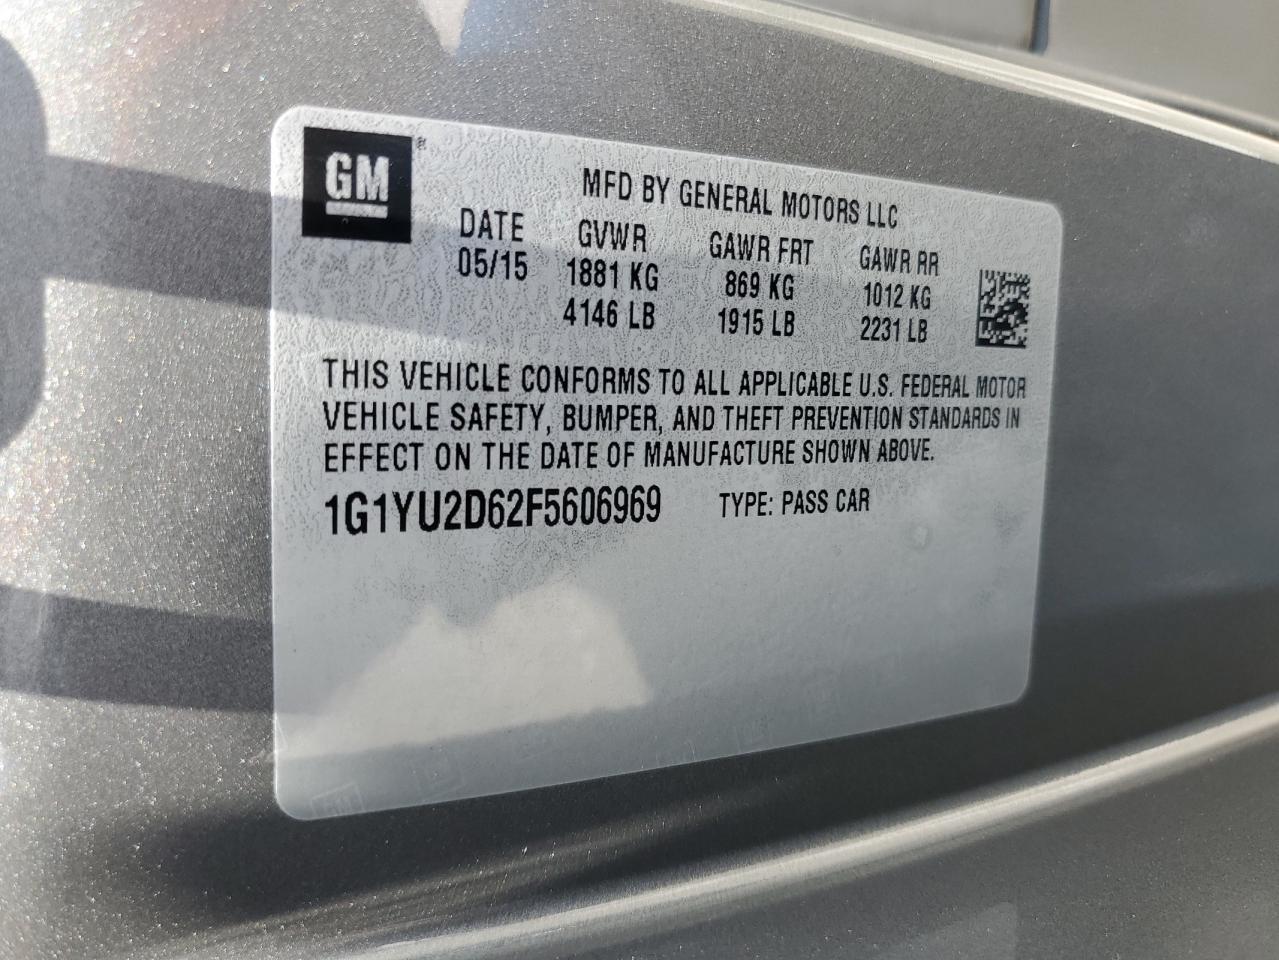 GM
MFD BY GENERAL MOTORS LLC
DATE GVWR GAWR FRT GAWR RR
05/15 1881 KG 869 KG 1012 KG
4146 LB 1915 LB 2231 LB
THIS VEHICLE CONFORMS TO ALL APPLICABLE U.S. FEDERAL MOTOR
VEHICLE SAFETY, BUMPER, AND THEFT PREVENTION STANDARDS IN
EFFECT ON THE DATE OF MANUFACTURE SHOWN ABOVE.
1G1YU2D62F5606969 TYPE: PASS CAR